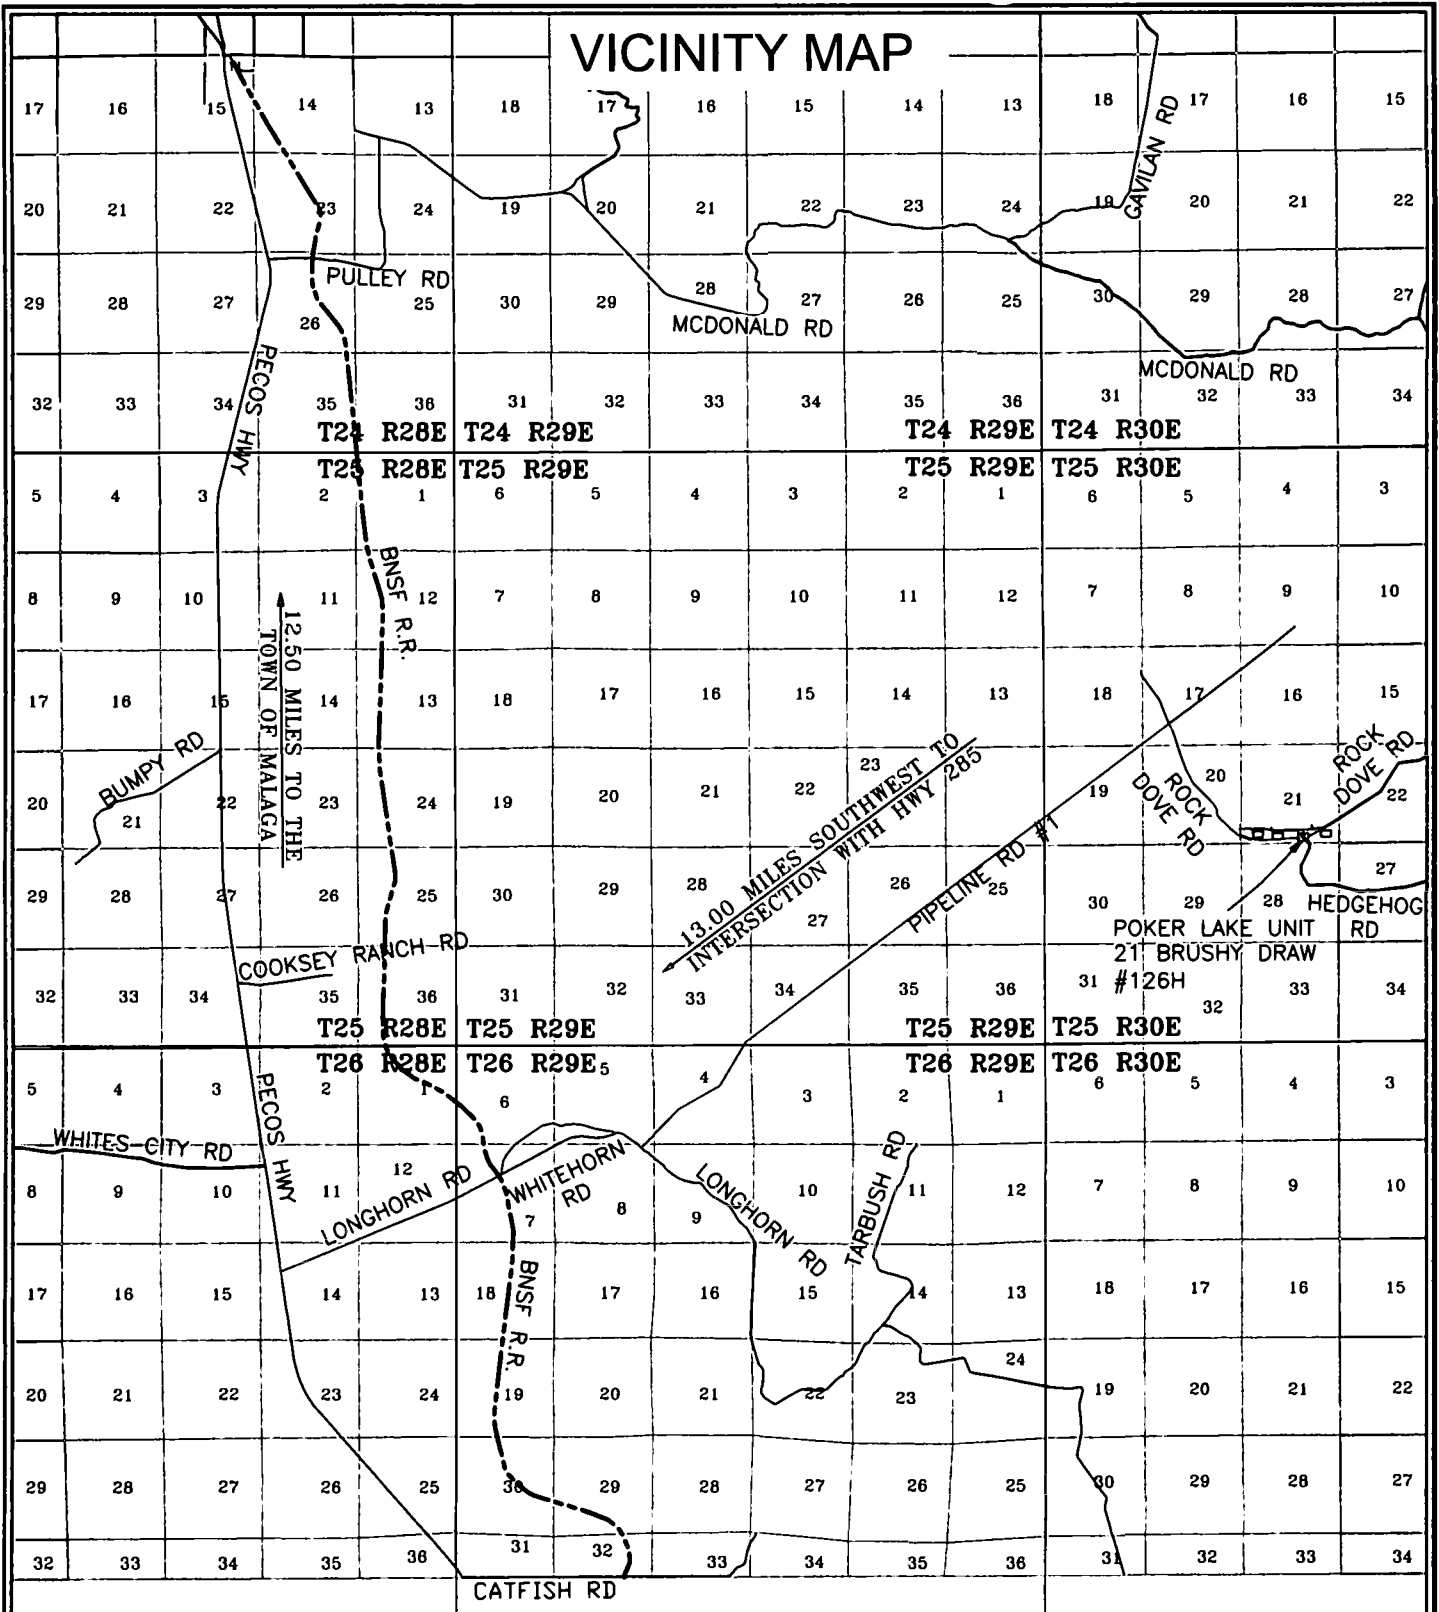 VICINITY MAP
17 16 15 14 13 18 17 16 15 14 13 18 17 16 15
GAVILAN RD
20 21 22 23 24 19 20 21 22 23 24 19 20 21 22
PULLEY RD
29 28 27 26 25 30 29 28 27 26 25 30 29 28 27
MCDONALD RD
MCDONALD RD
PECOS HWY
32 33 34 35 36 31 32 33 34 35 36 31 32 33 34
T24 R28E T24 R29E T24 R29E T24 R30E
T25 R28E T25 R29E T25 R29E T25 R30E
5 4 3 2 1 6 5 4 3 2 1 6 5 4 3
BNSF R.R.
8 9 10 11 12 7 8 9 10 11 12 7 8 9 10
12.50 MILES TO THE
TOWN OF MALAGA
17 16 15 14 13 18 17 16 15 14 13 18 17 16 15
BUMPY RD
13.00 MILES SOUTHWEST TO
INTERSECTION WITH HWY 285
ROCK
DOVE RD
ROCK
DOVE RD
20 21 22 23 24 19 20 21 22 23 19 20 21 22
PIPELINE RD #1
29 28 27 26 25 30 29 28 27 26 25 30 29 28 27
HEDGEHOG
RD
POKER LAKE UNIT
21 BRUSHY DRAW
#126H
COOKSEY RANCH RD
32 33 34 35 36 31 32 33 34 35 36 31 32 33 34
T25 R28E T25 R29E T25 R29E T25 R30E
T26 R28E T26 R29E T26 R29E T26 R30E
5 4 3 2 1 6 5 4 3 2 1 6 5 4 3
WHITES CITY RD
PECOS HWY
LONGHORN RD
WHITEHORN
RD
LONGHORN RD
TARBUSH RD
8 9 10 11 12 7 8 9 10 11 12 7 8 9 10
BNSF R.R.
17 16 15 14 13 18 17 16 15 14 13 18 17 16 15
20 21 22 23 24 19 20 21 22 23 24 19 20 21 22
29 28 27 26 25 30 29 28 27 26 25 30 29 28 27
32 33 34 35 36 31 32 33 34 35 36 31 32 33 34
CATFISH RD